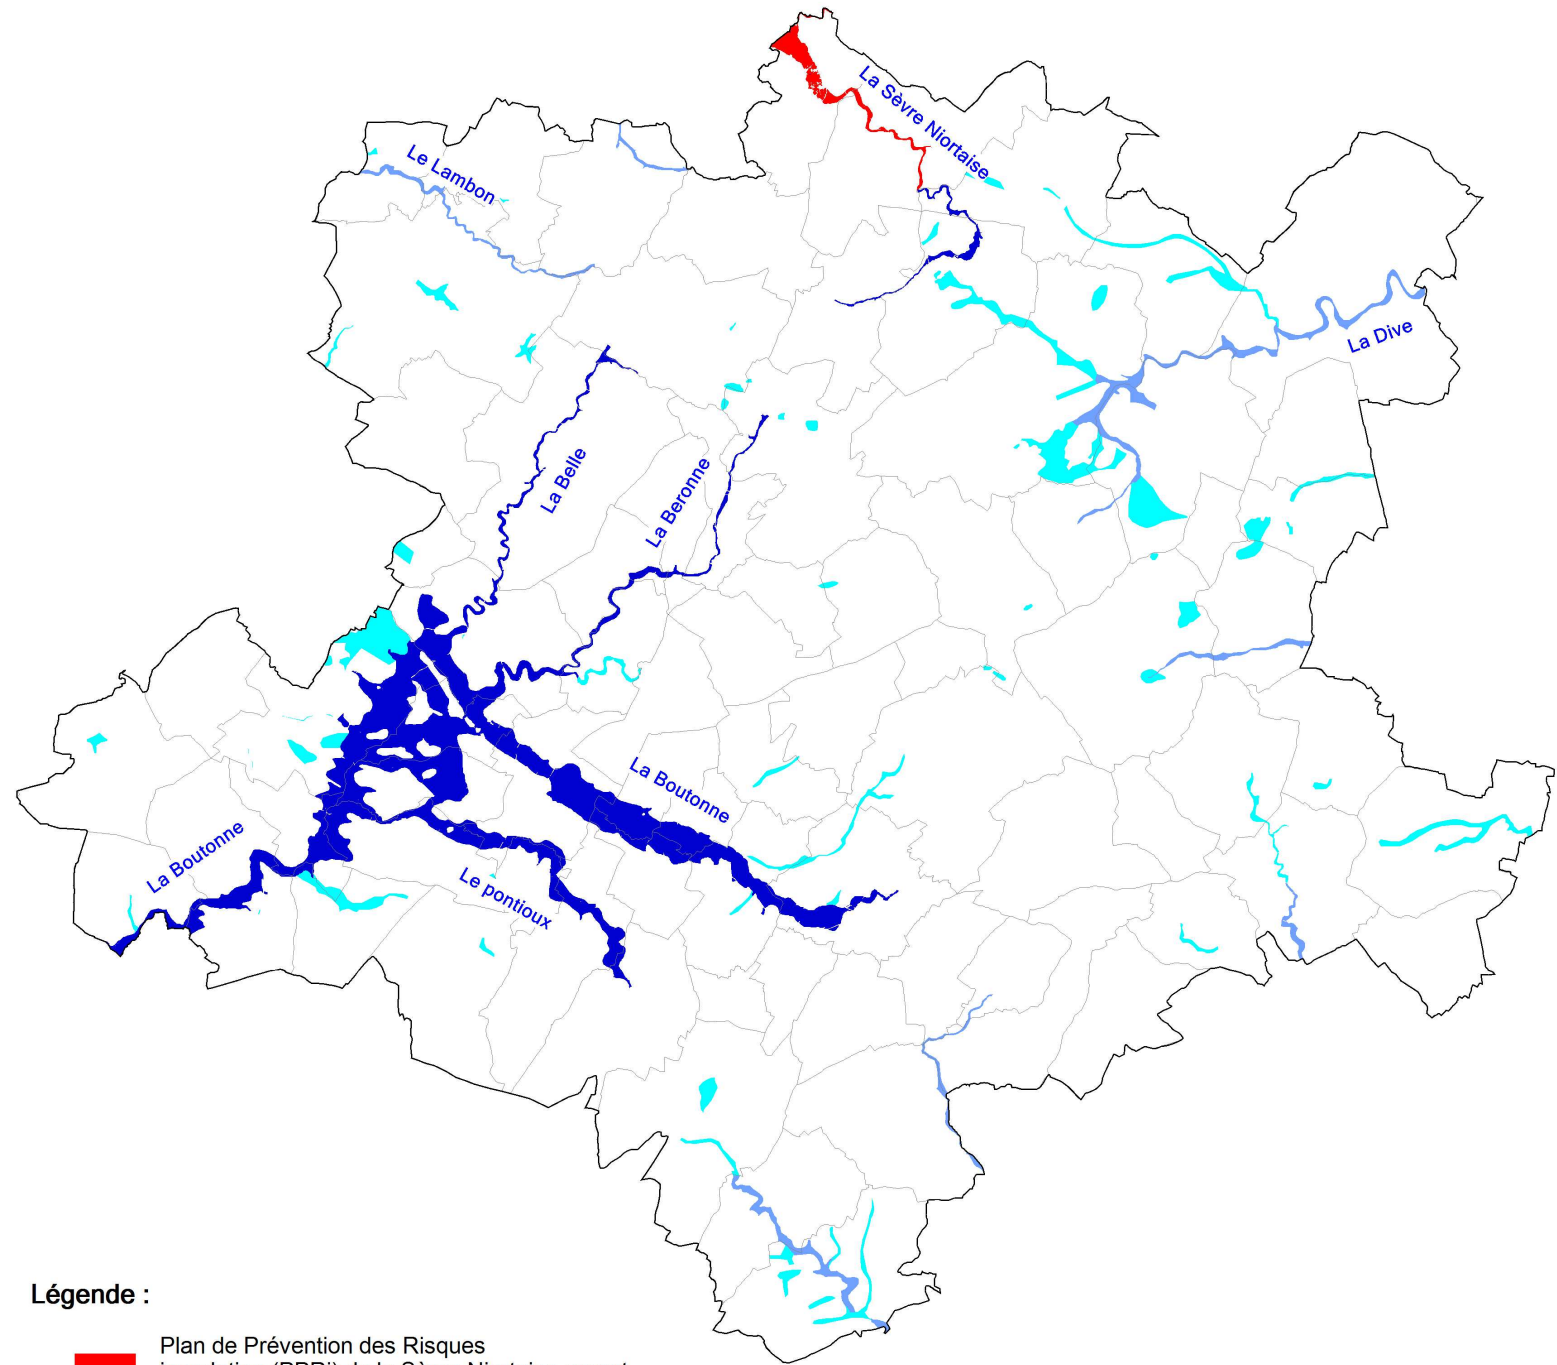 La Sèvre Niortaise
Le Lambon
La Dive
La Belle
La Beronne
La Boutonne
La Boutonne
Le pontioux
Légende :
Plan de Prévention des Risques